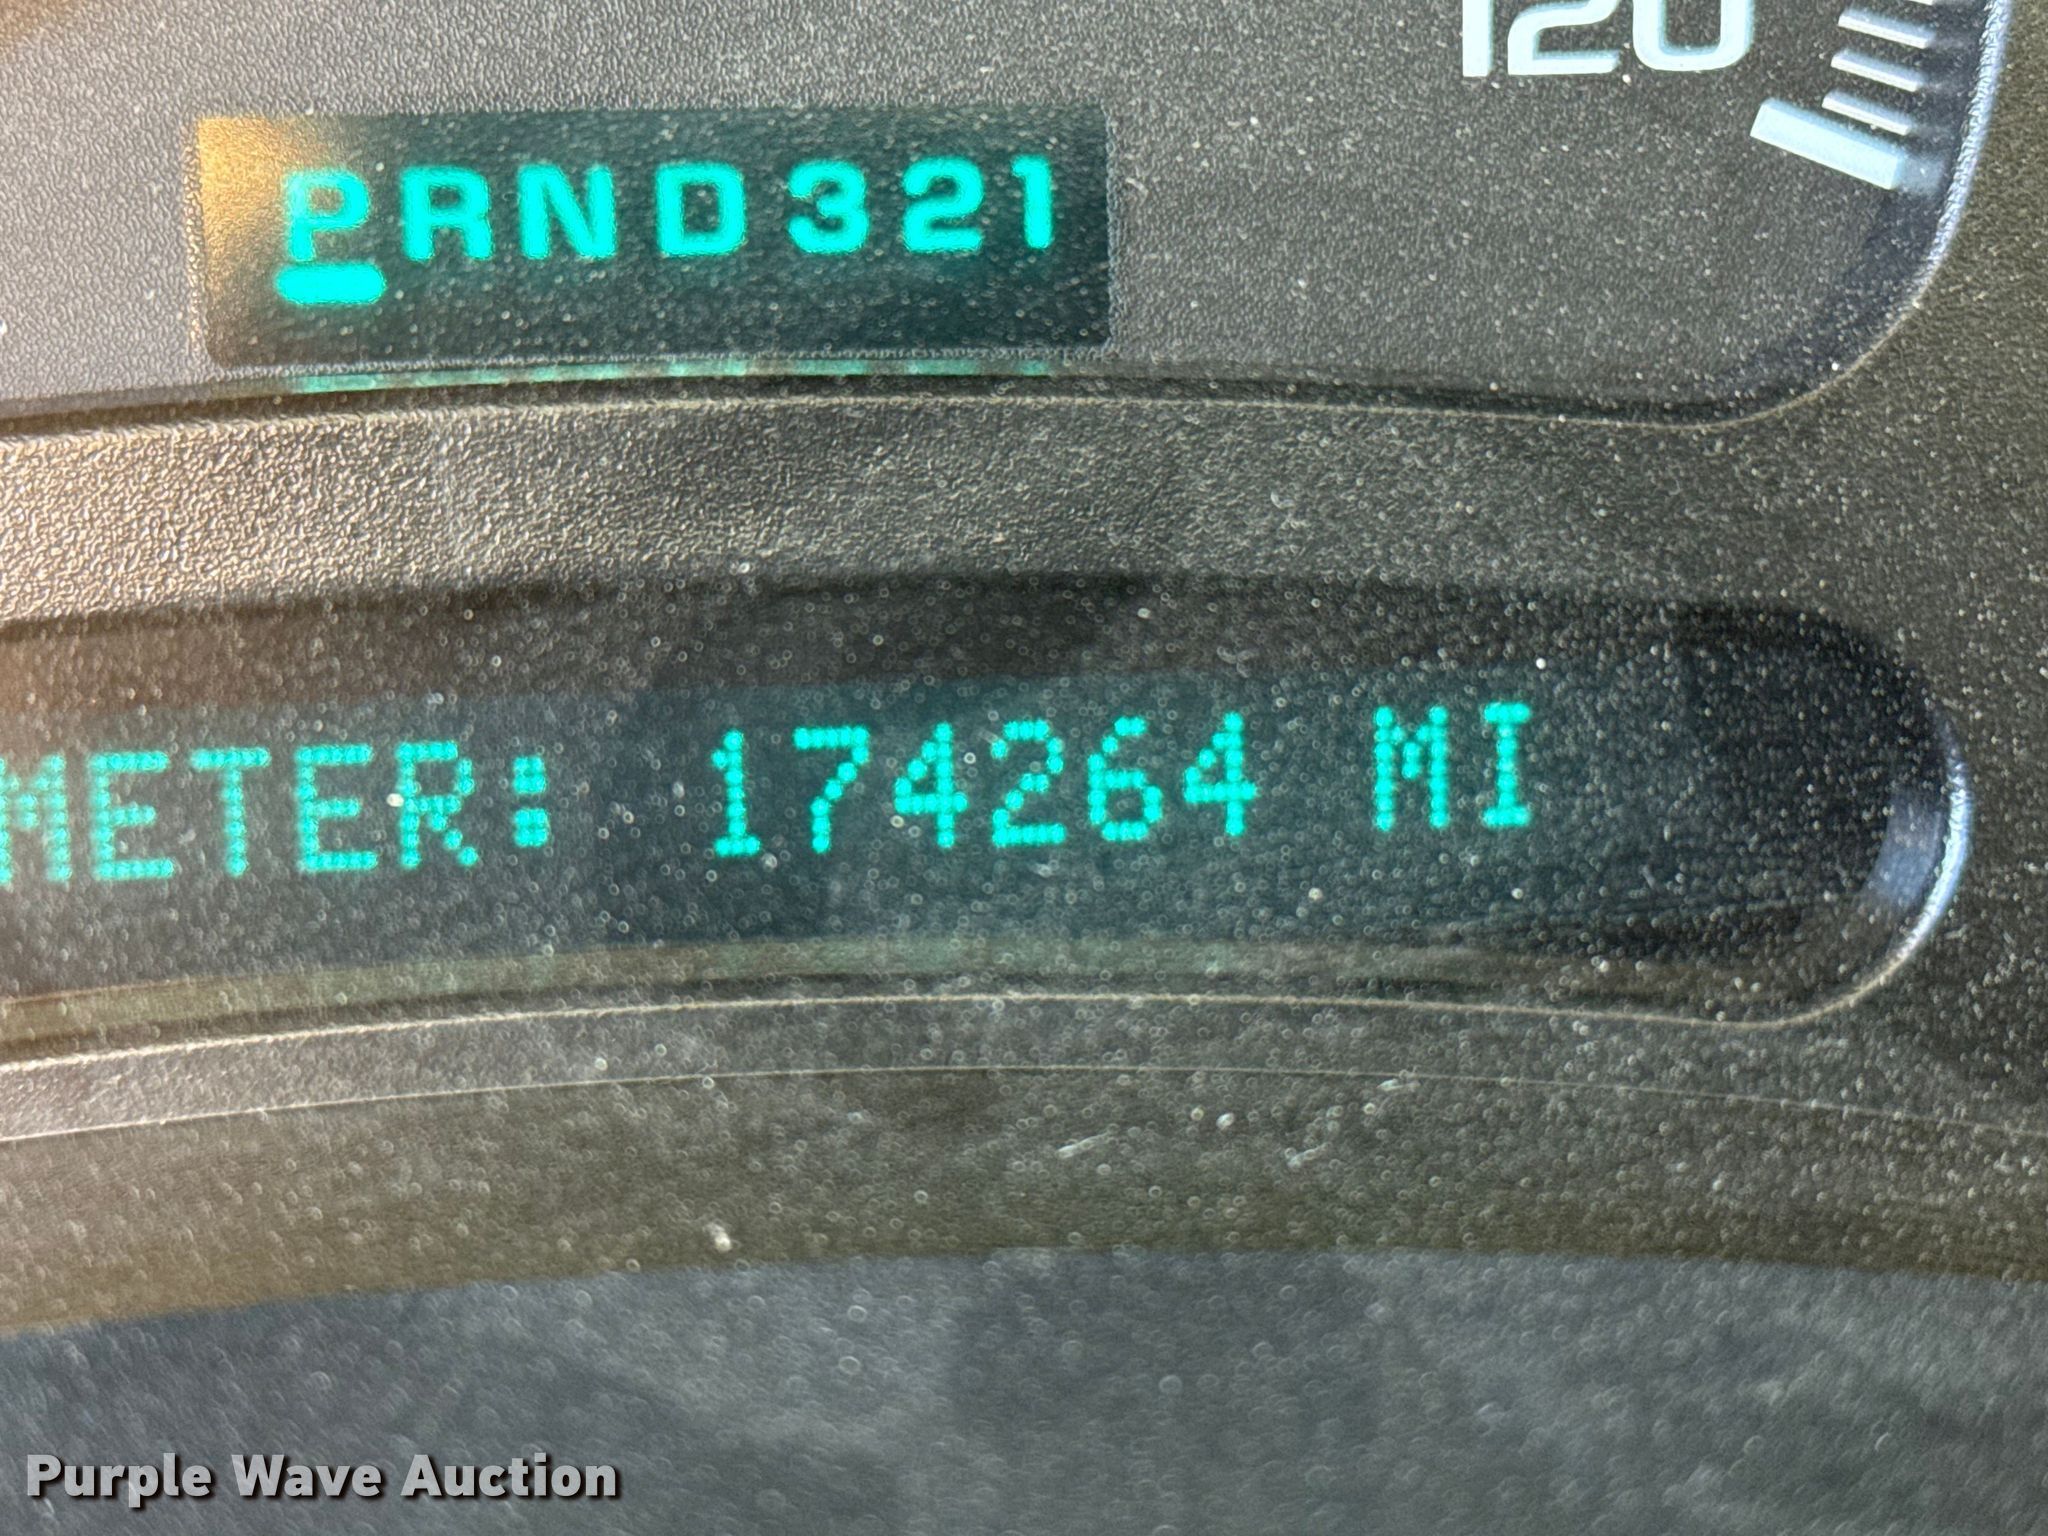 120
PRND321
METER: 174264 MI
Purple Wave Auction